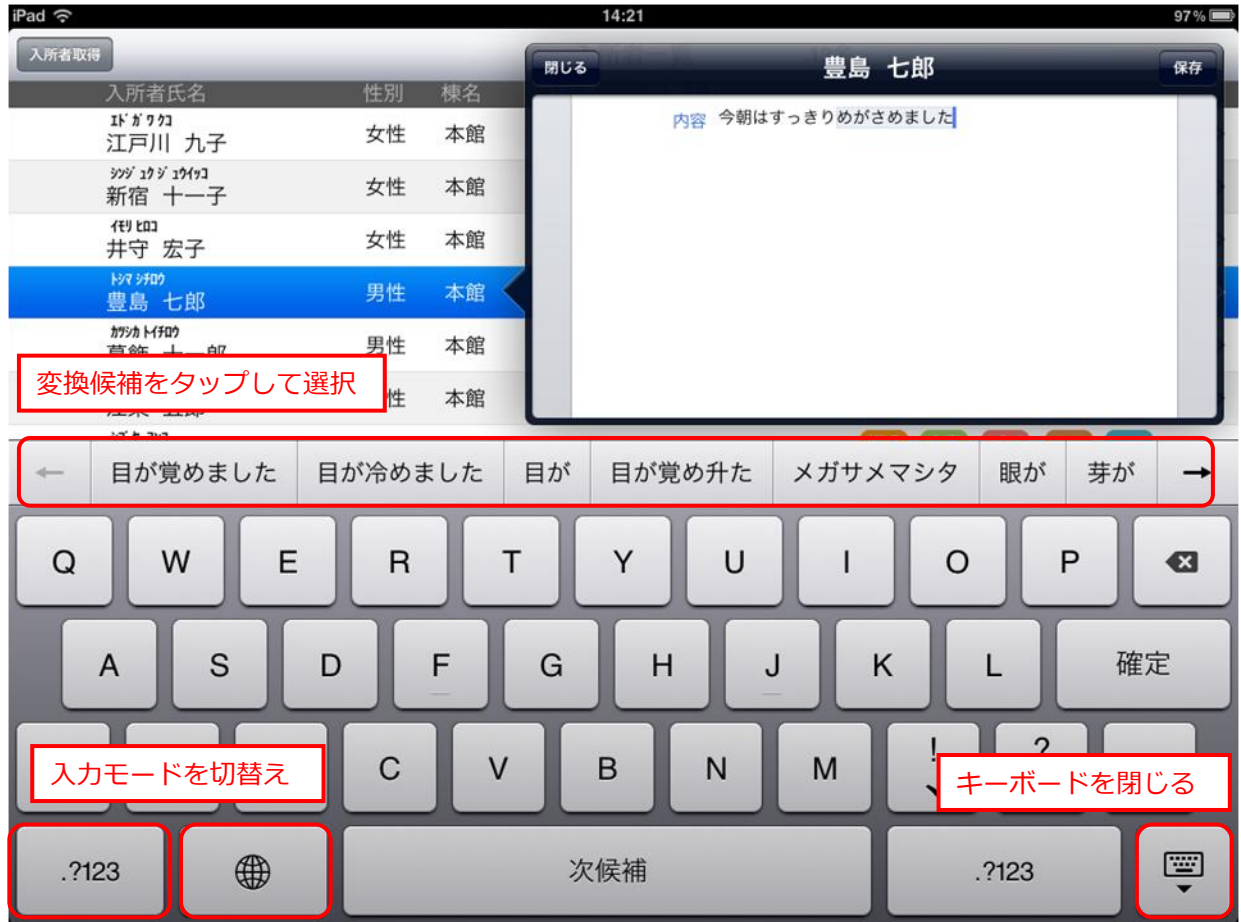 iPad 14:21 97%
入所者取得
閉じる 豊島 七郎 保存
入所者氏名 性別 棟名
内容 今朝はすっきりめがさめました
ｴﾄﾞｶﾞﾜ ｸｺ
江戸川 九子 女性 本館
ｼﾝｼﾞｭｸ ｼﾞｭｳｲｯｺ
新宿 十一子 女性 本館
ｲﾓﾘ ﾋﾛｺ
井守 宏子 女性 本館
ﾄｼﾏ ｼﾁﾛｳ
豊島 七郎 男性 本館
ｶﾂｼｶ ﾄｲﾁﾛｳ
葛飾 十一郎 男性 本館
変換候補をタップして選択
性 本館
← 目が覚めました 目が冷めました 目が 目が覚め升た メガサメマシタ 眼が 芽が →
Q W E R T Y U I O P
A S D F G H J K L 確定
C V B N M ! ?
入力モードを切替え
キーボードを閉じる
.?123 次候補 .?123